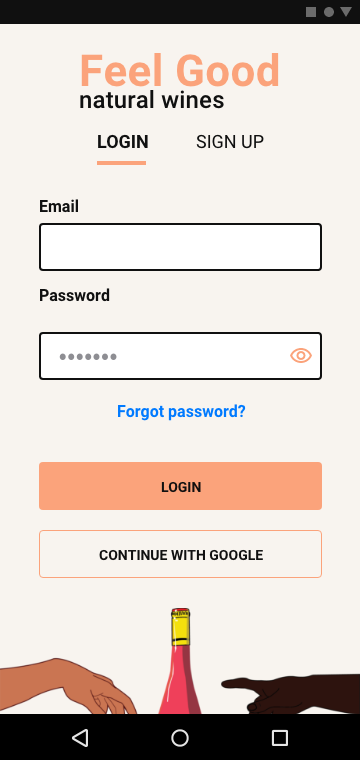 Feel Good
natural wines
LOGIN SIGN UP
Email
Password
•••••••
Forgot password?
LOGIN
CONTINUE WITH GOOGLE